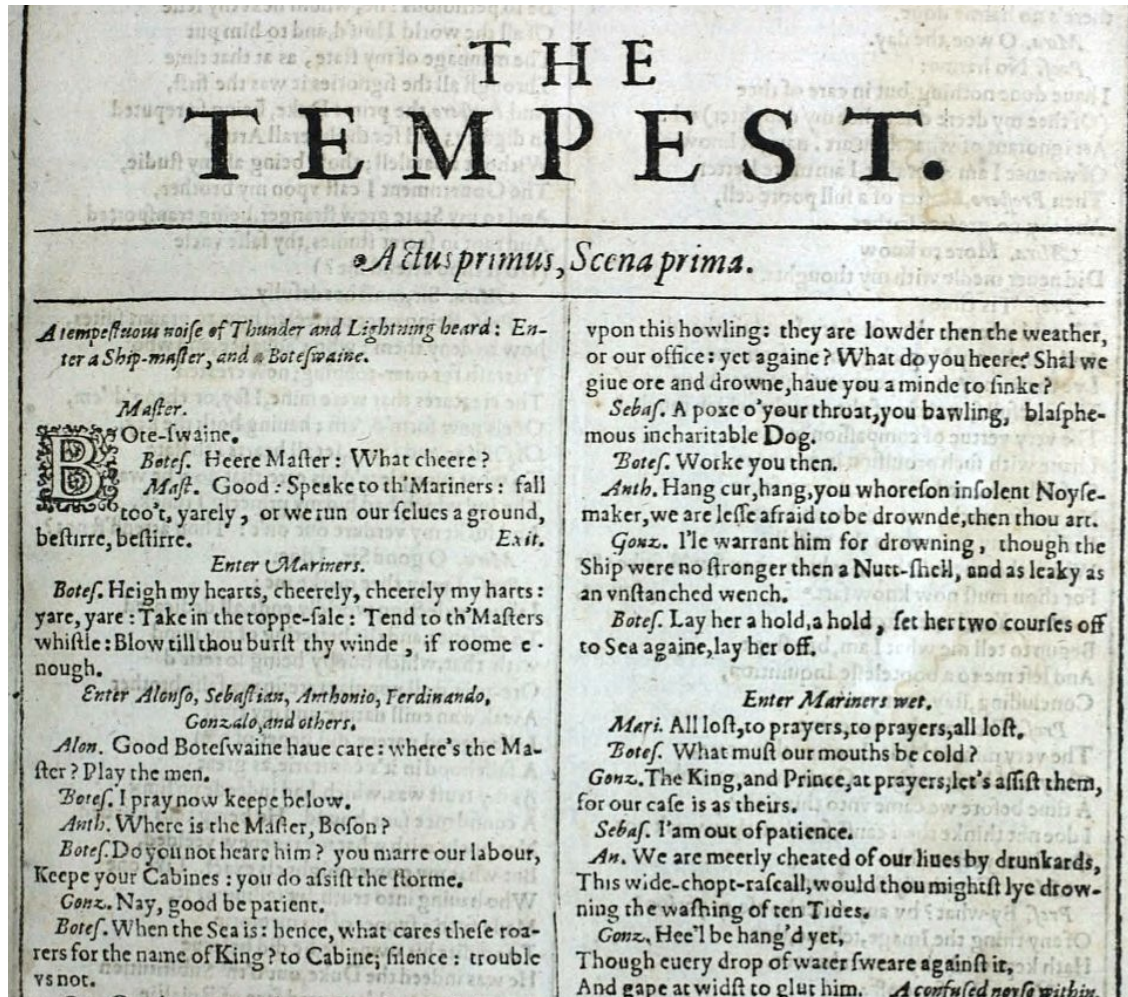 THE
TEMPEST.
Actus primus, Scena prima.
A tempestuous noise of Thunder and Lightning heard: En-
ter a Ship-master, and a Boteswaine.
Master.
BOte-swaine.
Botes. Heere Master: What cheere?
Mast. Good: Speake to th'Mariners: fall
too't, yarely, or we run our selues a ground,
bestirre, bestirre. Exit.
Enter Mariners.
Botes. Heigh my hearts, cheerely, cheerely my harts:
yare, yare: Take in the toppe-sale: Tend to th'Masters
whistle: Blow till thou burst thy winde, if roome e-
nough.
Enter Alonso, Sebastian, Anthonio, Ferdinando,
Gonzalo, and others.
Alon. Good Boteswaine haue care: where's the Ma-
ster? Play the men.
Botes. I pray now keepe below.
Anth. Where is the Master, Boson?
Botes. Do you not heare him? you marre our labour,
Keepe your Cabines: you do assist the storme.
Gonz. Nay, good be patient.
Botes. When the Sea is: hence, what cares these roa-
rers for the name of King? to Cabine; silence: trouble
vs not.
vpon this howling: they are lowder then the weather,
or our office: yet againe? What do you heere? Shal we
giue ore and drowne, haue you a minde to sinke?
Sebas. A poxe o'your throat, you bawling, blasphe-
mous incharitable Dog.
Botes. Worke you then.
Anth. Hang cur, hang, you whoreson insolent Noyse-
maker, we are lesse afraid to be drownde, then thou art.
Gonz. I'le warrant him for drowning, though the
Ship were no stronger then a Nutt-shell, and as leaky as
an vnstanched wench.
Botes. Lay her a hold, a hold, set her two courses off
to Sea againe, lay her off.
Enter Mariners wet.
Mari. All lost, to prayers, to prayers, all lost.
Botes. What must our mouths be cold?
Gonz. The King, and Prince, at prayers, let's assist them,
for our case is as theirs.
Sebas. I'am out of patience.
An. We are meerly cheated of our liues by drunkards,
This wide-chopt-rascall, would thou mightst lye drow-
ning the washing of ten Tides.
Gonz. Hee'l be hang'd yet,
Though euery drop of water sweare against it,
And gape at widst to glut him. A confused noyse within.